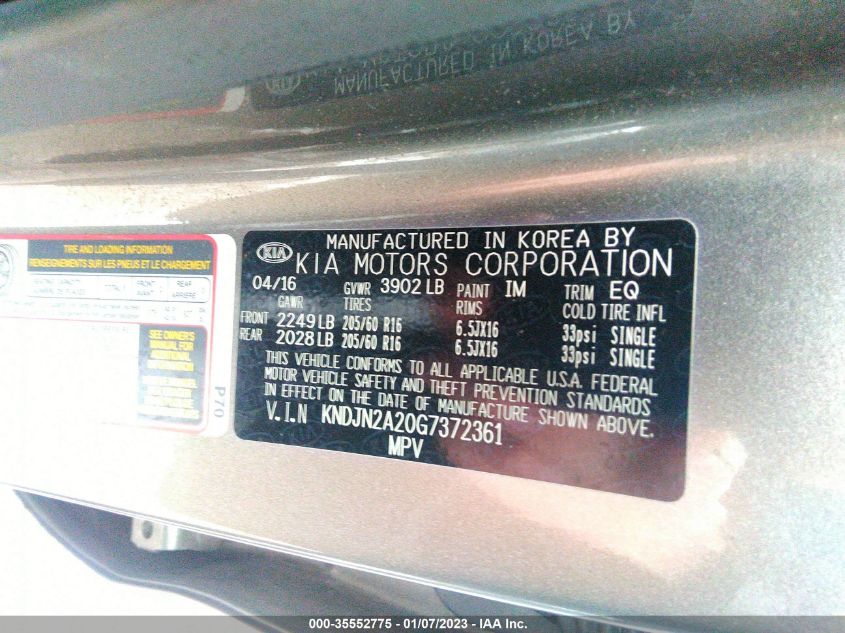 MANUFACTURED IN KOREA BY
KIA
TIRE AND LOADING INFORMATION
RENSEIGNEMENTS SUR LES PNEUS ET LE CHARGEMENT
SEE OWNER'S
MANUAL FOR
ADDITIONAL
INFORMATION
P70
KIA
MANUFACTURED IN KOREA BY
KIA MOTORS CORPORATION
04/16 GVWR 3902 LB PAINT IM TRIM EQ
GAWR TIRES RIMS COLD TIRE INFL
FRONT 2249 LB 205/60 R16 6.5JX16 33psi SINGLE
REAR 2028 LB 205/60 R16 6.5JX16 33psi SINGLE
THIS VEHICLE CONFORMS TO ALL APPLICABLE U.S.A. FEDERAL
MOTOR VEHICLE SAFETY AND THEFT PREVENTION STANDARDS
IN EFFECT ON THE DATE OF MANUFACTURE SHOWN ABOVE.
V.I.N KNDJN2A20G7372361
MPV
000-35552775 - 01/07/2023 - IAA Inc.